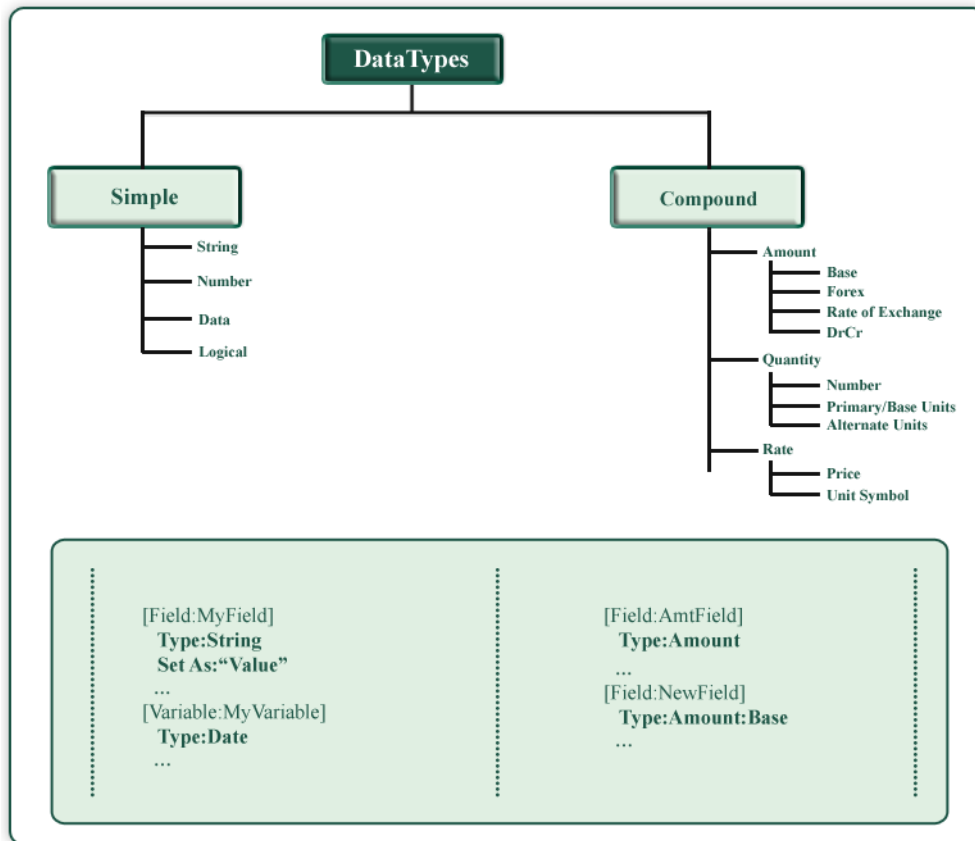 DataTypes
Simple
String
Number
Data
Logical
Compound
Amount
Base
Forex
Rate of Exchange
DrCr
Quantity
Number
Primary/Base Units
Alternate Units
Rate
Price
Unit Symbol
[Field:MyField]
Type:String
Set As:“Value”
...
[Variable:MyVariable]
Type:Date
...
[Field:AmtField]
Type:Amount
...
[Field:NewField]
Type:Amount:Base
...